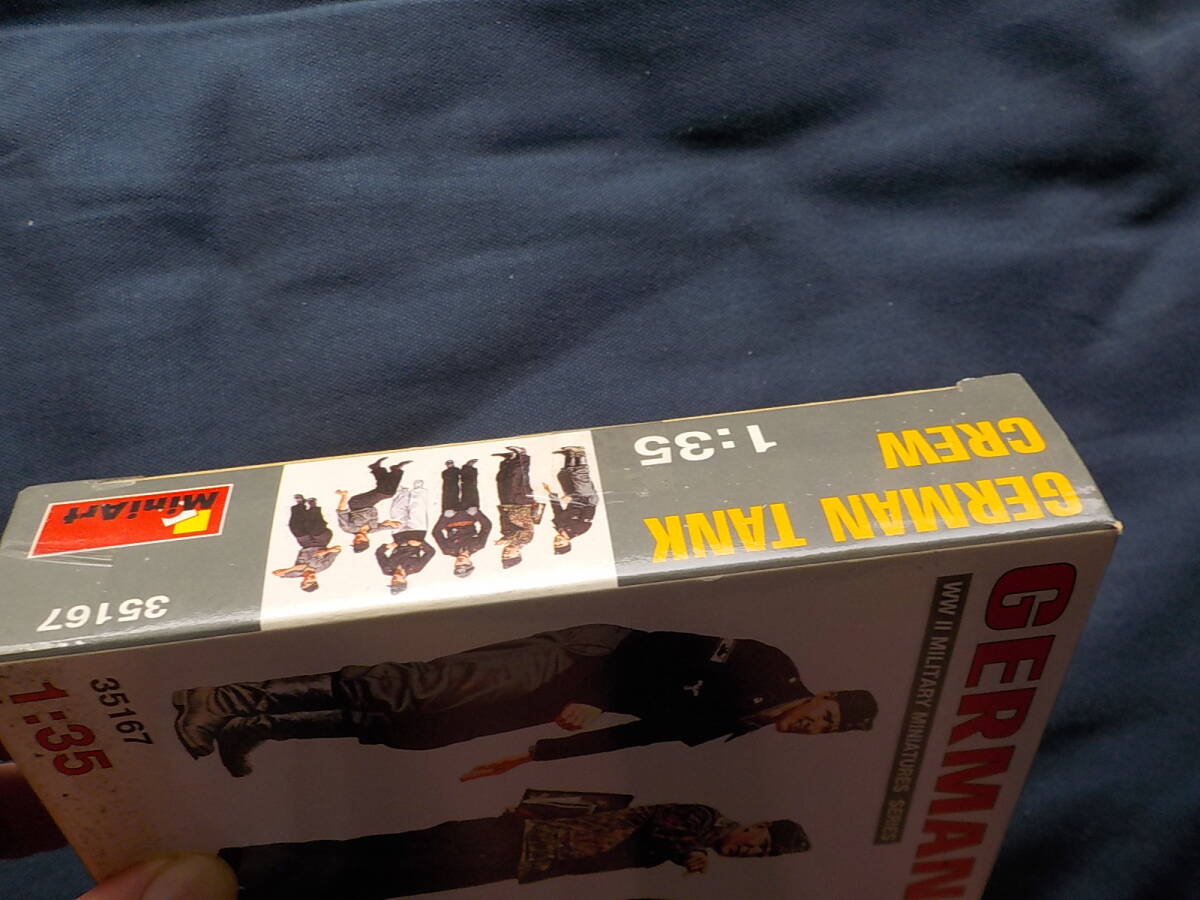 GERMAN TANK
CREW
1:35
MiniArt
35167
GERMAN
WW II MILITARY MINIATURES SERIES
35167
1:35